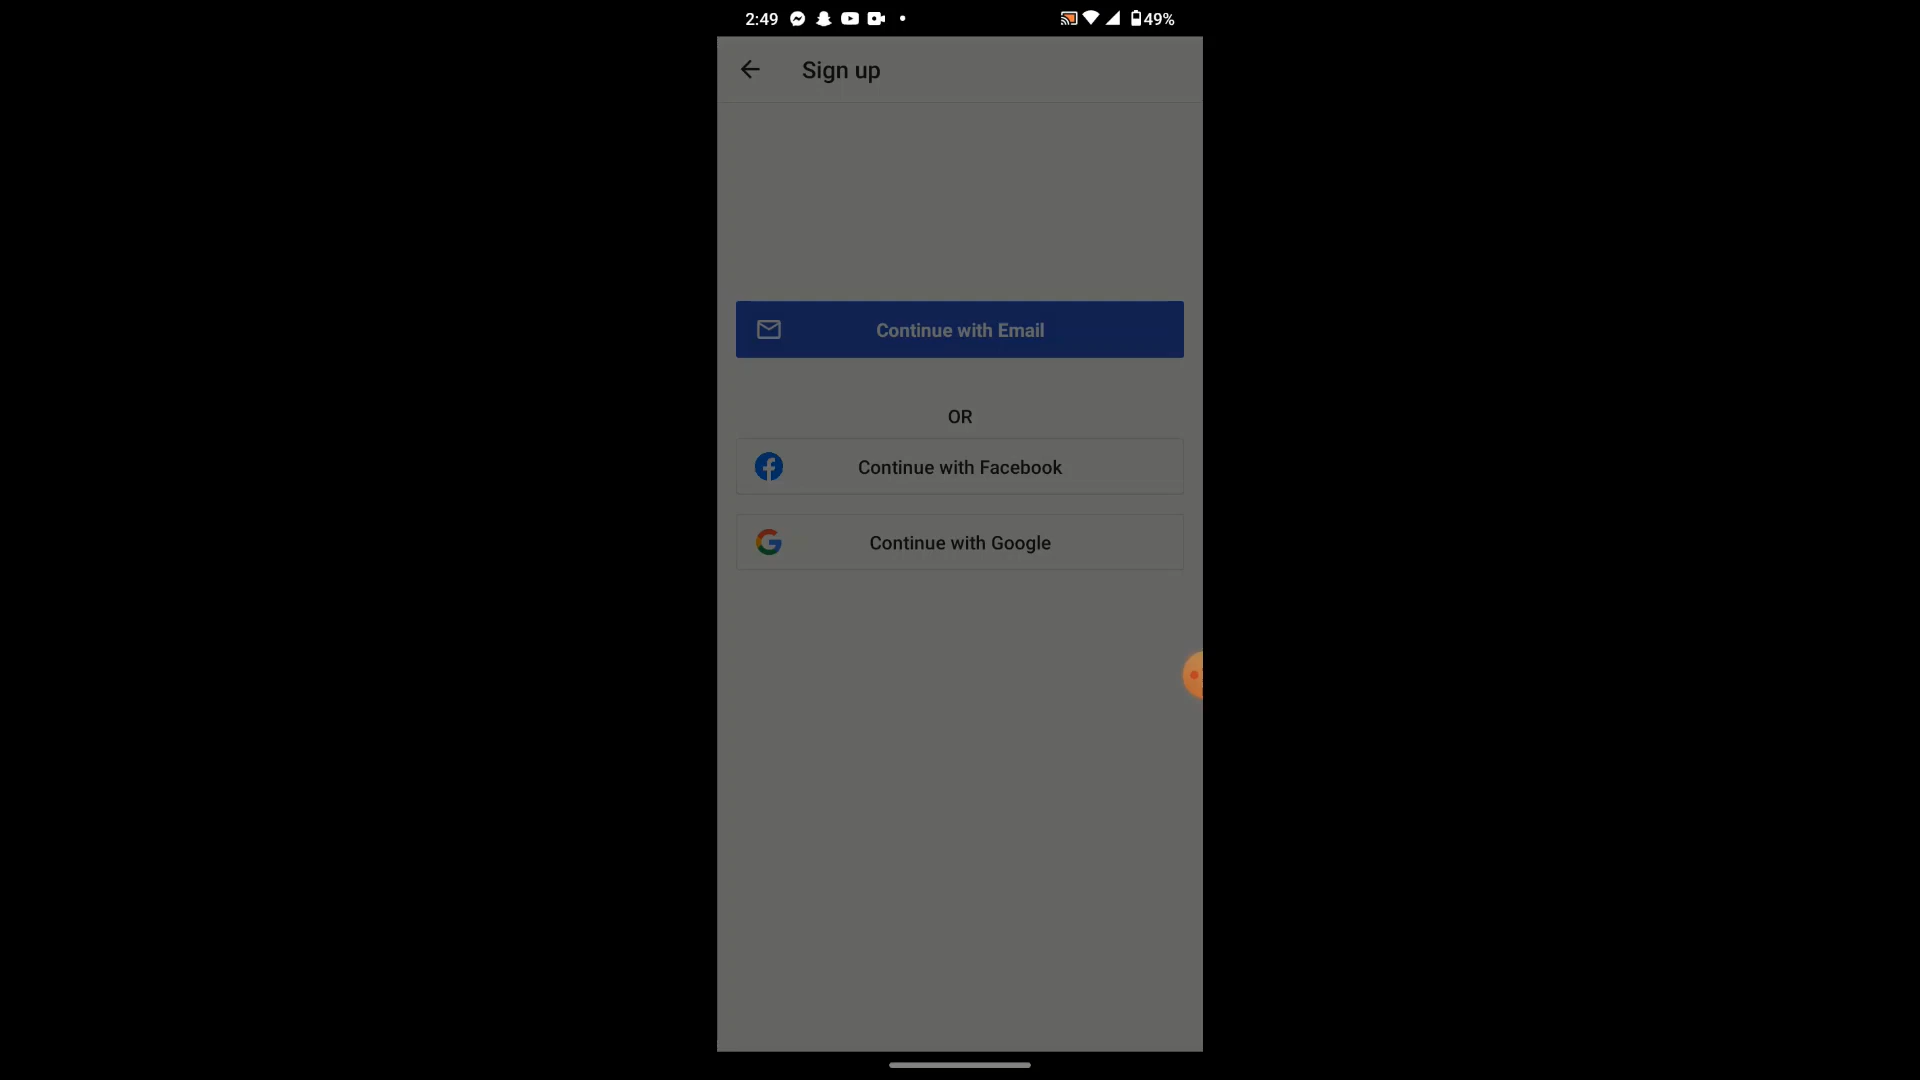 2:49 49%
Sign up
Continue with Email
OR
Continue with Facebook
Continue with Google